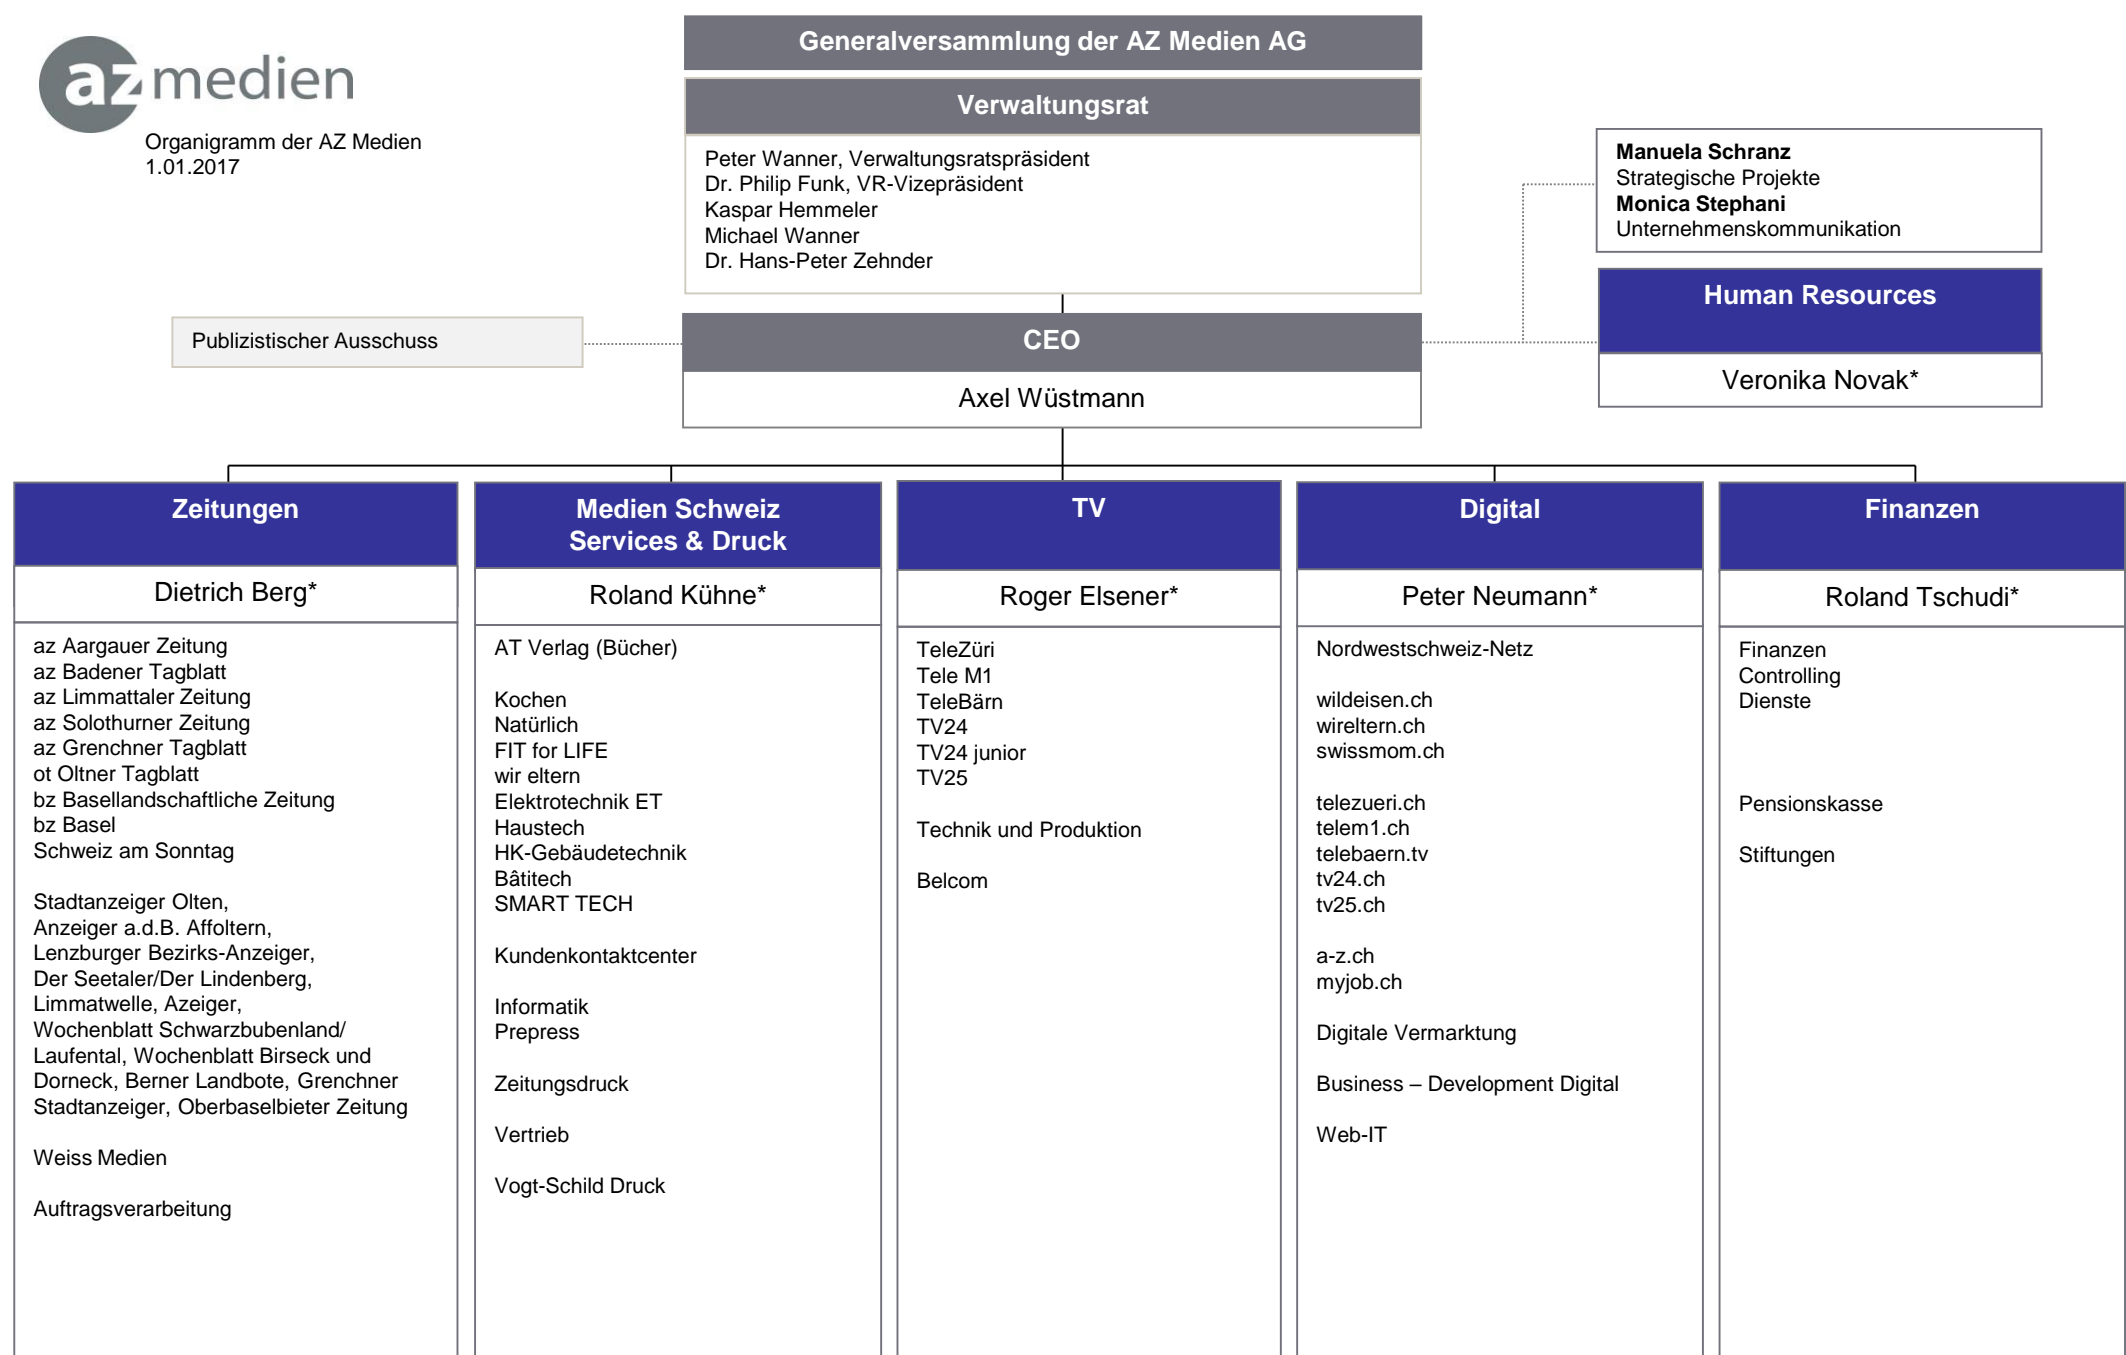 az medien
Organigramm der AZ Medien
1.01.2017
Generalversammlung der AZ Medien AG
Verwaltungsrat
Peter Wanner, Verwaltungsratspräsident
Dr. Philip Funk, VR-Vizepräsident
Kaspar Hemmeler
Michael Wanner
Dr. Hans-Peter Zehnder
Manuela Schranz
Strategische Projekte
Monica Stephani
Unternehmenskommunikation
Human Resources
Veronika Novak*
Publizistischer Ausschuss
CEO
Axel Wüstmann
Zeitungen
Dietrich Berg*
az Aargauer Zeitung
az Badener Tagblatt
az Limmattaler Zeitung
az Solothurner Zeitung
az Grenchner Tagblatt
ot Oltner Tagblatt
bz Basellandschaftliche Zeitung
bz Basel
Schweiz am Sonntag
Stadtanzeiger Olten,
Anzeiger a.d.B. Affoltern,
Lenzburger Bezirks-Anzeiger,
Der Seetaler/Der Lindenberg,
Limmatwelle, Azeiger,
Wochenblatt Schwarzbubenland/
Laufental, Wochenblatt Birseck und
Dorneck, Berner Landbote, Grenchner
Stadtanzeiger, Oberbaselbieter Zeitung
Weiss Medien
Auftragsverarbeitung
Medien Schweiz
Services & Druck
Roland Kühne*
AT Verlag (Bücher)
Kochen
Natürlich
FIT for LIFE
wir eltern
Elektrotechnik ET
Haustech
HK-Gebäudetechnik
Bâtitech
SMART TECH
Kundenkontaktcenter
Informatik
Prepress
Zeitungsdruck
Vertrieb
Vogt-Schild Druck
TV
Roger Elsener*
TeleZüri
Tele M1
TeleBärn
TV24
TV24 junior
TV25
Technik und Produktion
Belcom
Digital
Peter Neumann*
Nordwestschweiz-Netz
wildeisen.ch
wireltern.ch
swissmom.ch
telezueri.ch
telem1.ch
telebaern.tv
tv24.ch
tv25.ch
a-z.ch
myjob.ch
Digitale Vermarktung
Business – Development Digital
Web-IT
Finanzen
Roland Tschudi*
Finanzen
Controlling
Dienste
Pensionskasse
Stiftungen